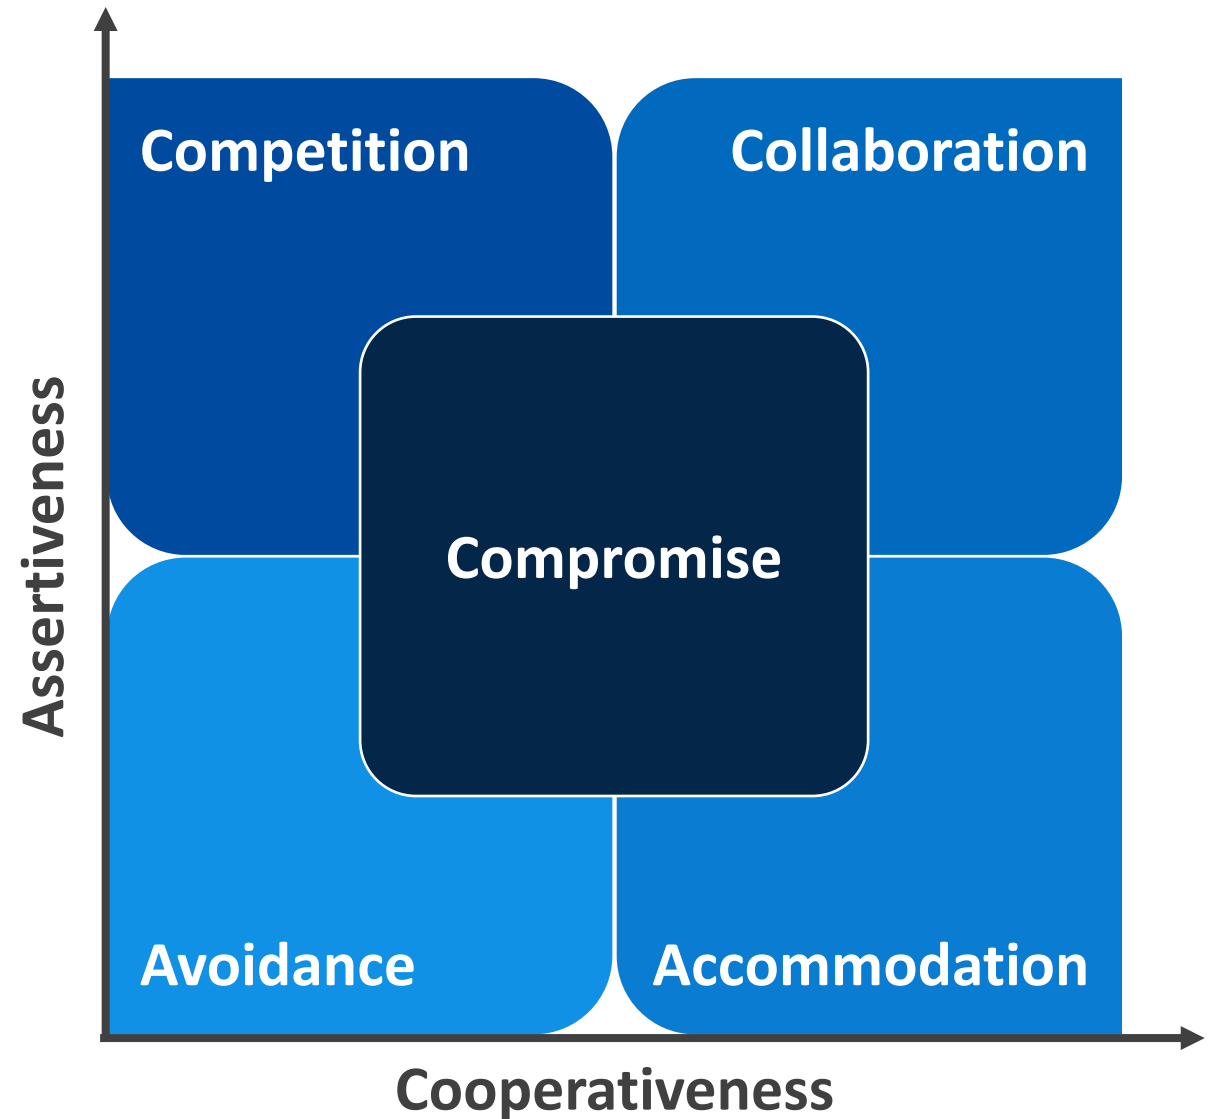 Competition
Collaboration
Assertiveness
Compromise
Avoidance
Accommodation
Cooperativeness